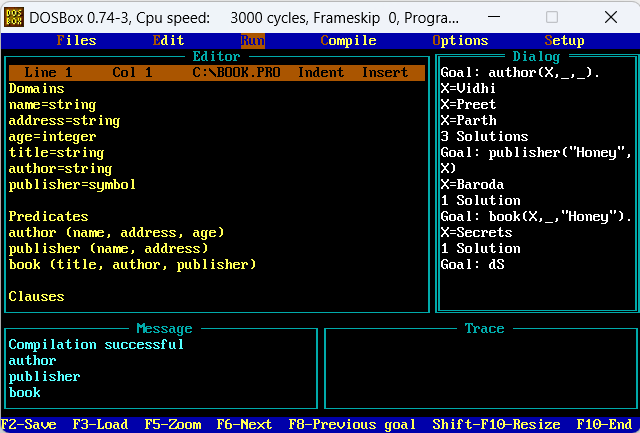 DOS BOX DOSBox 0.74-3, Cpu speed: 3000 cycles, Frameskip 0, Progra...
Files Edit Run Compile Options Setup
Editor
Line 1 Col 1 C:\BOOK.PRO Indent Insert
Domains
name=string
address=string
age=integer
title=string
author=string
publisher=symbol
Predicates
author (name, address, age)
publisher (name, address)
book (title, author, publisher)
Clauses
Dialog
Goal: author(X,_,_).
X=Vidhi
X=Preet
X=Parth
3 Solutions
Goal: publisher("Honey",
X)
X=Baroda
1 Solution
Goal: book(X,_,"Honey").
X=Secrets
1 Solution
Goal: dS
Message
Compilation successful
author
publisher
book
Trace
F2-Save F3-Load F5-Zoom F6-Next F8-Previous goal Shift-F10-Resize F10-End